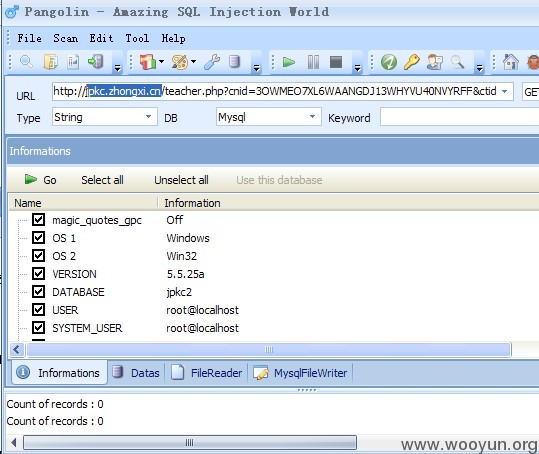 Pangolin - Amazing SQL Injection World
File Scan Edit Tool Help
URL http://jpkc.zhongxi.cn/teacher.php?cnid=3OWMEO7XL6WAANGDJ13WHYVU40NVYRFF&ctid GE
Type String DB Mysql Keyword
Informations
Go Select all Unselect all Use this database
Name Information
magic_quotes_gpc Off
OS 1 Windows
OS 2 Win32
VERSION 5.5.25a
DATABASE jpkc2
USER root@localhost
SYSTEM_USER root@localhost
Informations Datas FileReader MysqlFileWriter
Count of records : 0
Count of records : 0
www.wooyun.org